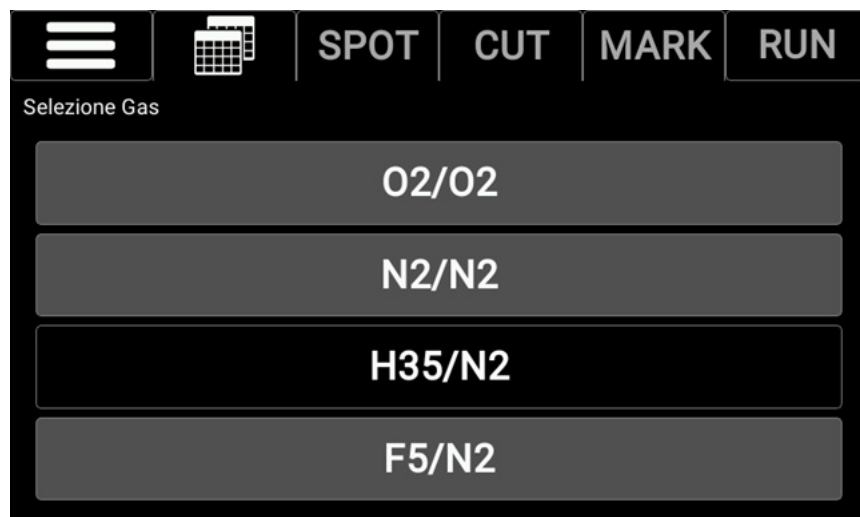 SPOT CUT MARK RUN
Selezione Gas
O2/O2
N2/N2
H35/N2
F5/N2